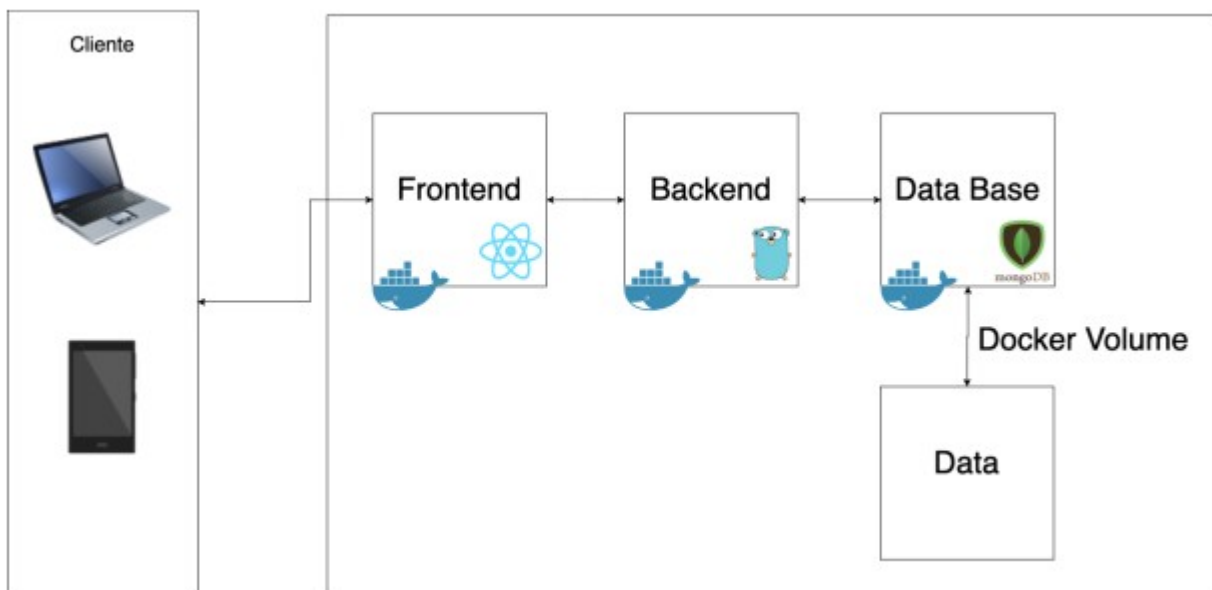 Cliente
Frontend
Backend
Data Base
mongoDB
Docker Volume
Data